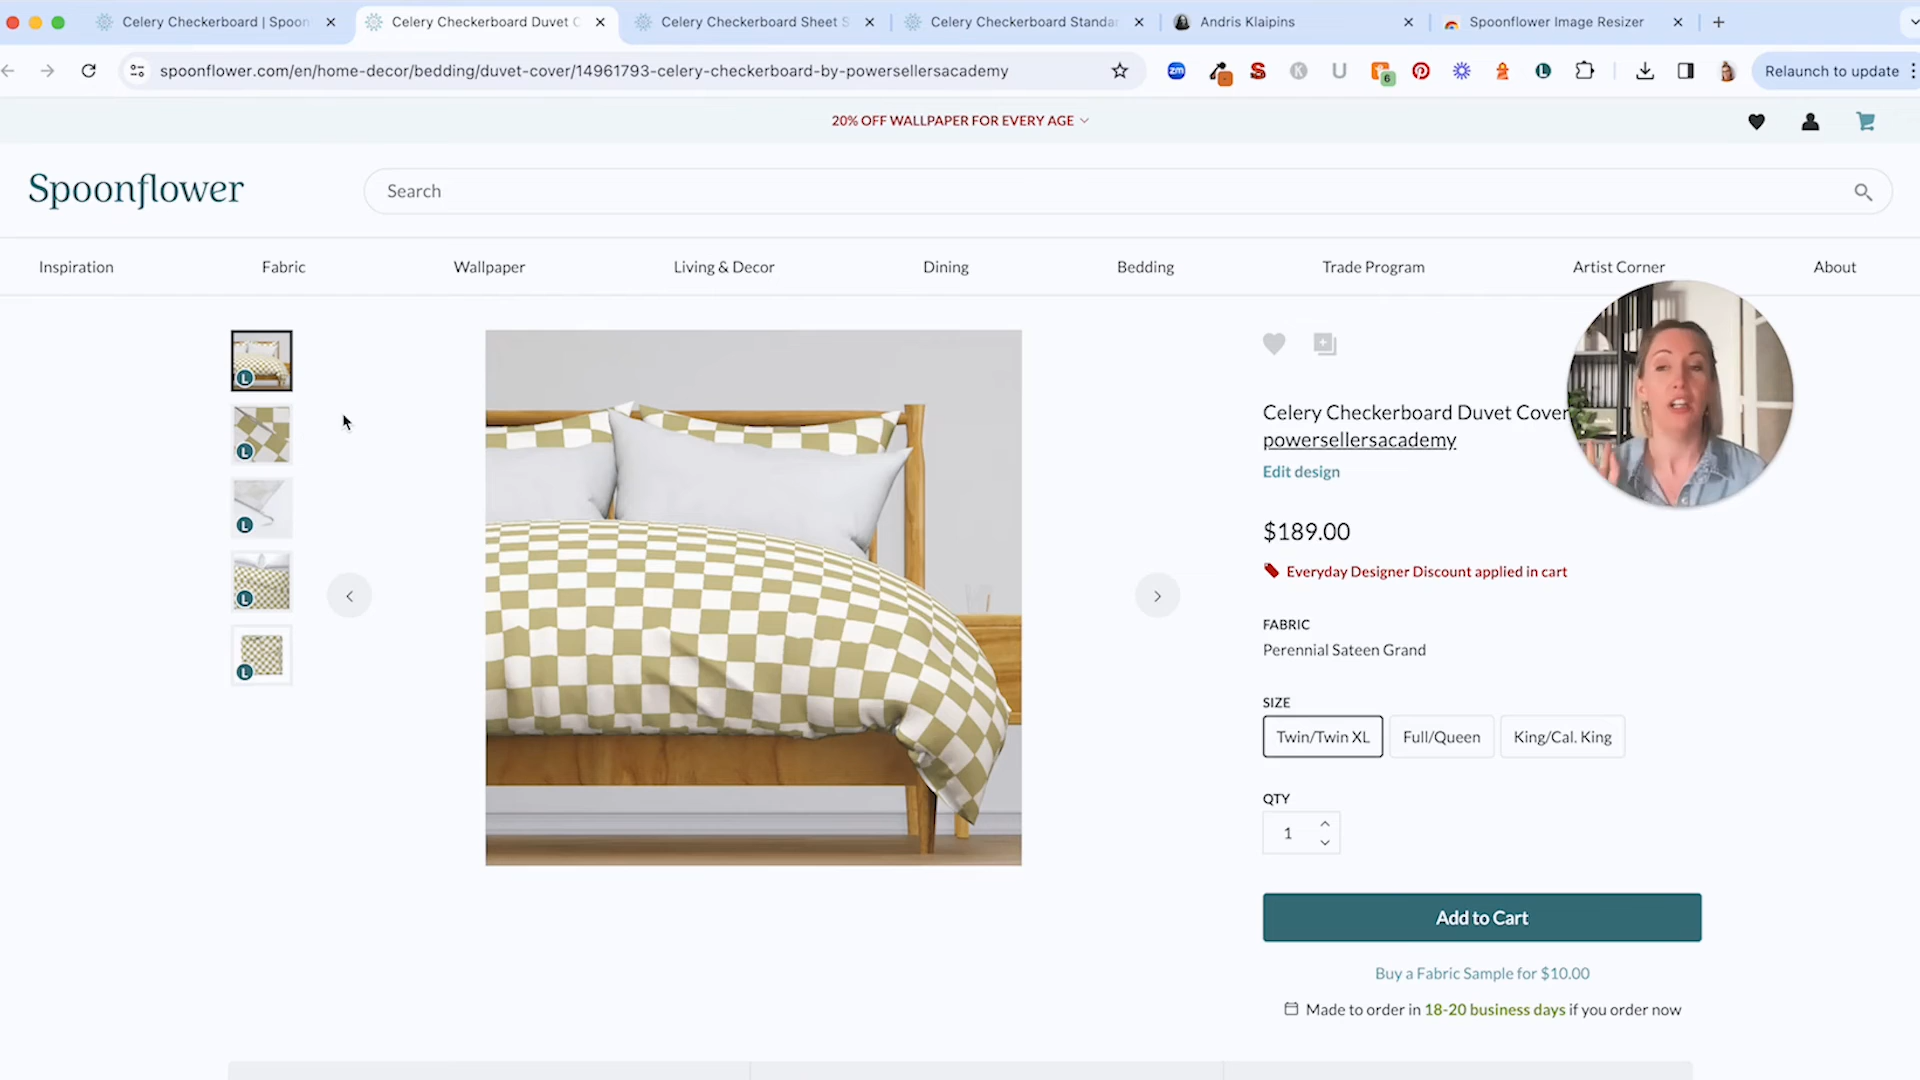 Celery Checkerboard | Spoon
Celery Checkerboard Duvet C
Celery Checkerboard Sheet S
Celery Checkerboard Standar
Andris Klaipins
Spoonflower Image Resizer
spoonflower.com/en/home-decor/bedding/duvet-cover/14961793-celery-checkerboard-by-powersellersacademy
zm
S
K
U
6
L
Relaunch to update
20% OFF WALLPAPER FOR EVERY AGE
Spoonflower
Search
Inspiration
Fabric
Wallpaper
Living & Decor
Dining
Bedding
Trade Program
Artist Corner
About
L
L
L
L
L
Celery Checkerboard Duvet Cover
powersellersacademy
Edit design
$189.00
Everyday Designer Discount applied in cart
FABRIC
Perennial Sateen Grand
SIZE
Twin/Twin XL
Full/Queen
King/Cal. King
QTY
1
Add to Cart
Buy a Fabric Sample for $10.00
Made to order in 18-20 business days if you order now